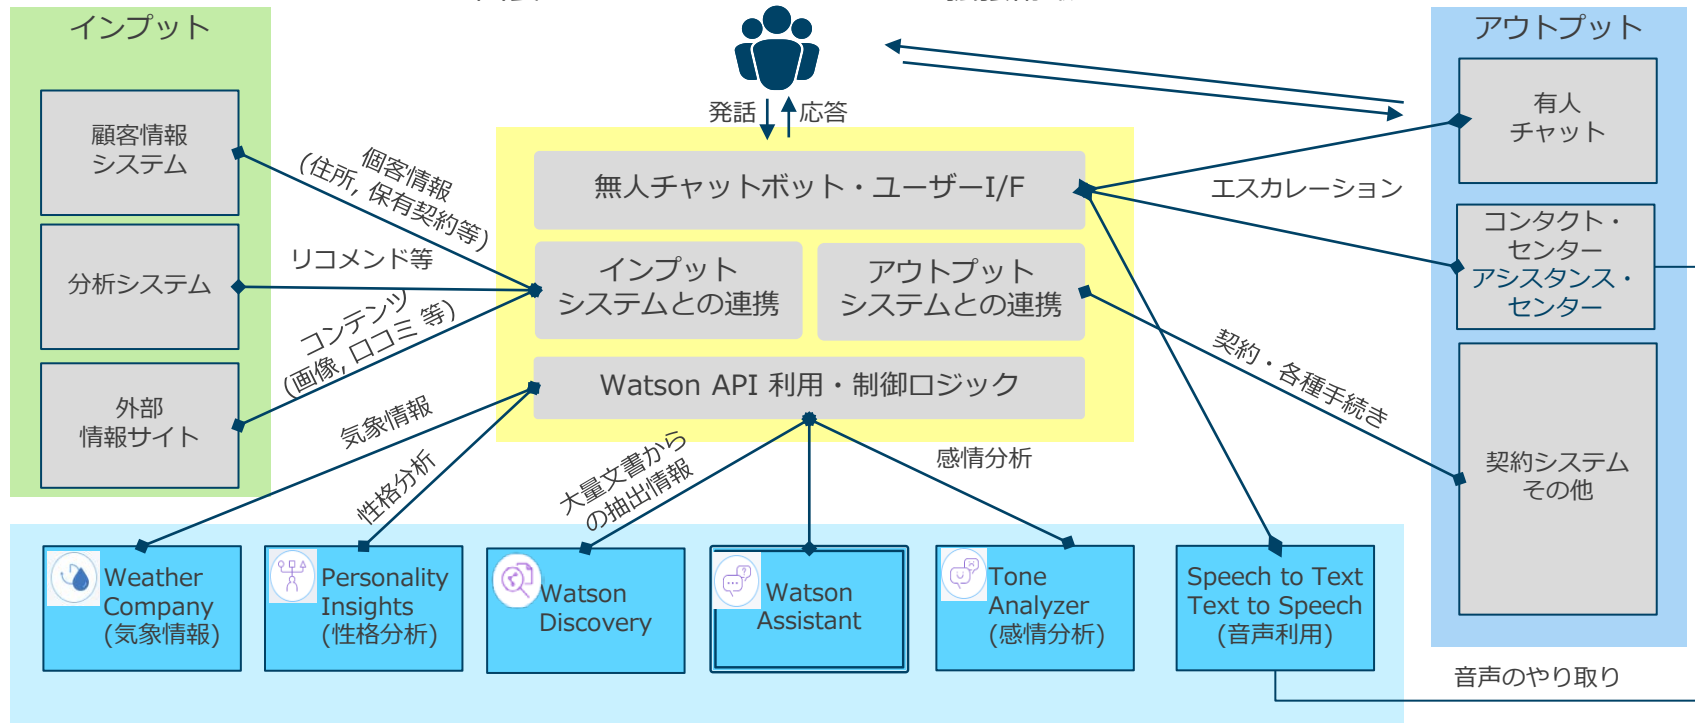 インプット
顧客情報
システム
分析システム
外部
情報サイト
個客情報
(住所, 保有契約等)
リコメンド等
コンテンツ
(画像, 口コミ 等)
気象情報
性格分析
発話
応答
無人チャットボット・ユーザーI/F
インプット
システムとの連携
アウトプット
システムとの連携
Watson API 利用・制御ロジック
大量文書から
の抽出情報
感情分析
エスカレーション
契約・各種手続き
アウトプット
有人
チャット
コンタクト・
センター
アシスタンス・
センター
契約システム
その他
Weather
Company
(気象情報)
Personality
Insights
(性格分析)
Watson
Discovery
Watson
Assistant
Tone
Analyzer
(感情分析)
Speech to Text
Text to Speech
(音声利用)
音声のやり取り